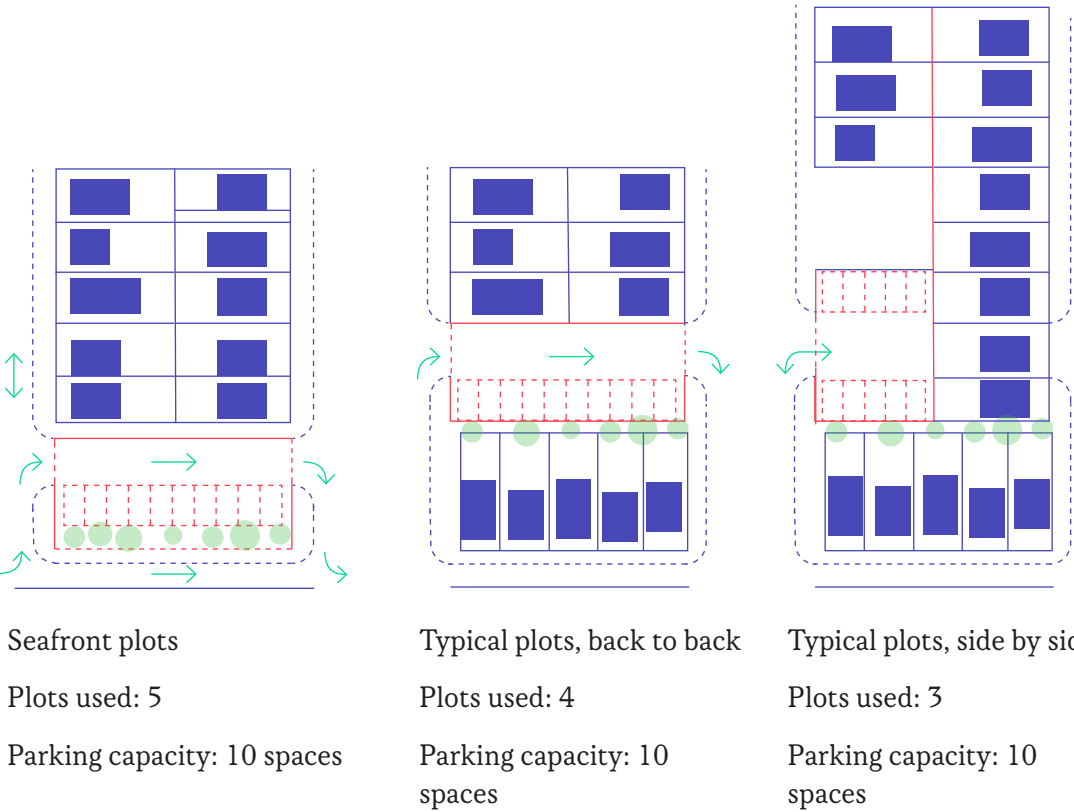 Seafront plots
Plots used: 5
Parking capacity: 10 spaces
Typical plots, back to back
Plots used: 4
Parking capacity: 10
spaces
Typical plots, side by
Plots used: 3
Parking capacity: 10
spaces